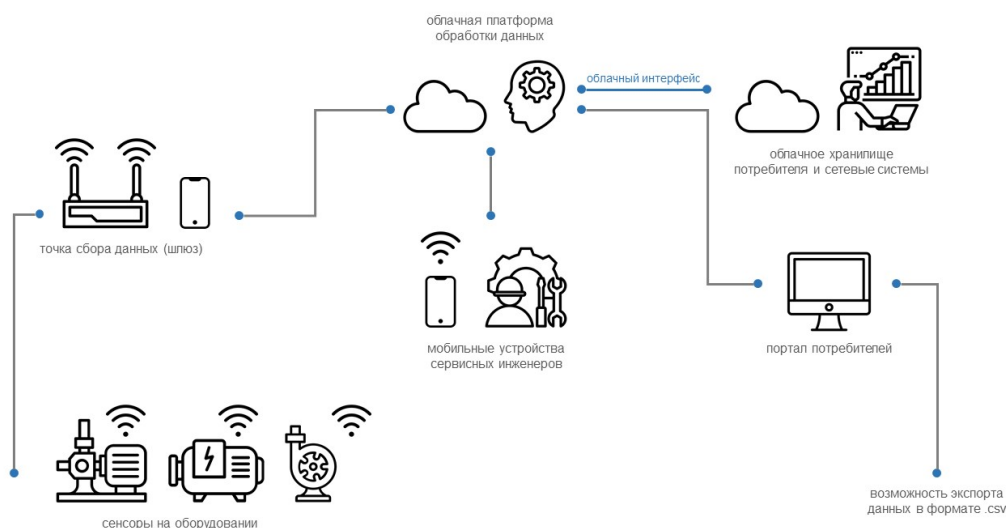 облачная платформа
обработки данных
облачный интерфейс
облачное хранилище
потребителя и сетевые системы
точка сбора данных (шлюз)
мобильные устройства
сервисных инженеров
портал потребителей
сенсоры на оборудовании
возможность экспорта
данных в формате .csv